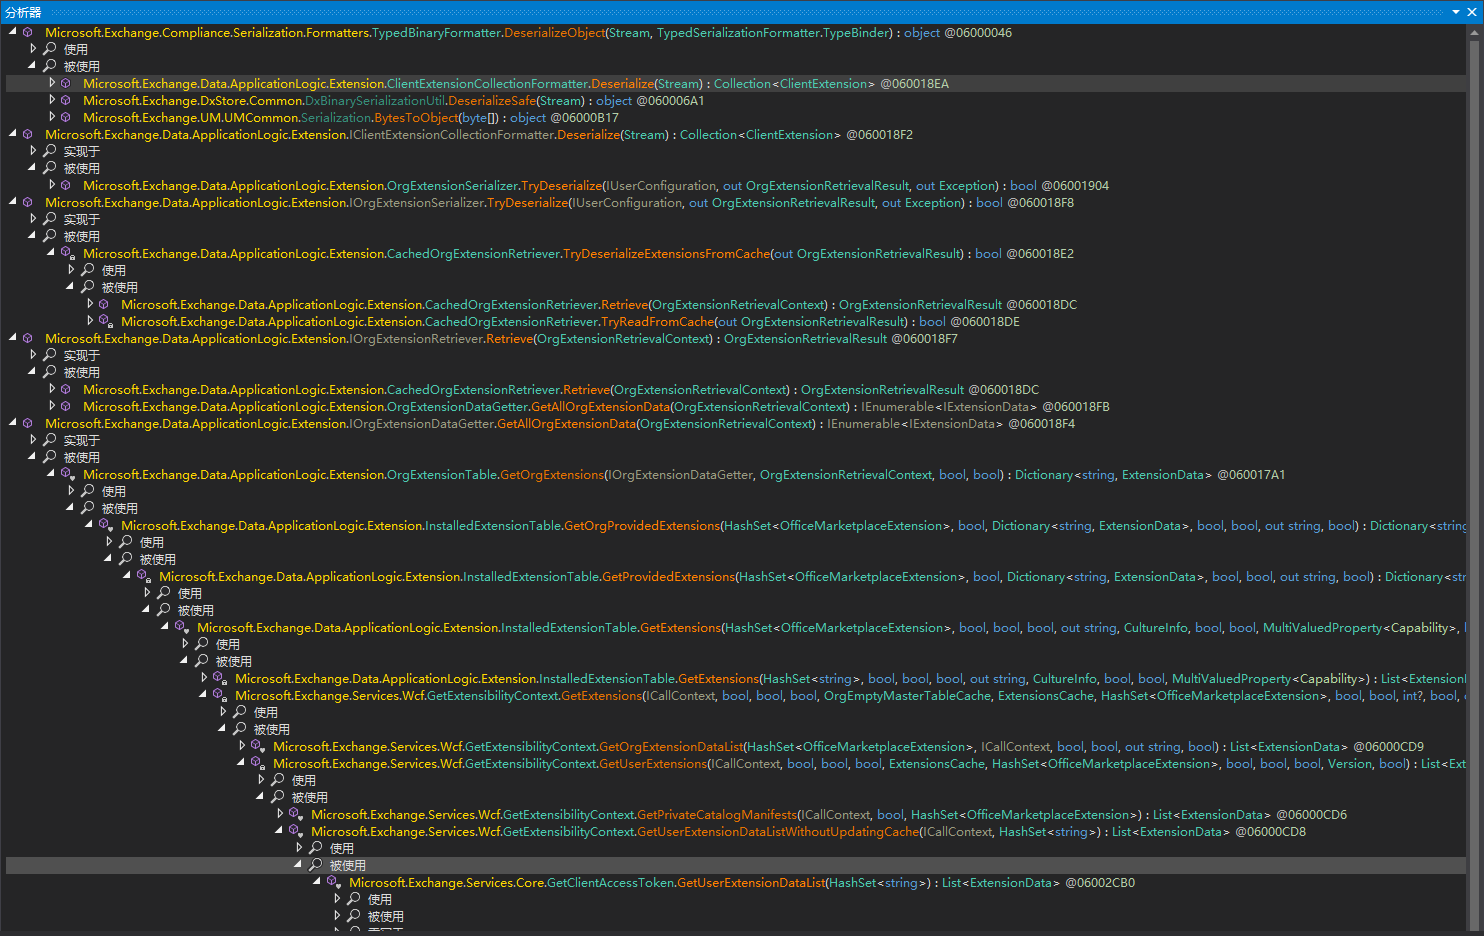 分析器
Microsoft.Exchange.Compliance.Serialization.Formatters.TypedBinaryFormatter.DeserializeObject(Stream, TypedSerializationFormatter.TypeBinder) : object @06000046
使用
被使用
Microsoft.Exchange.Data.ApplicationLogic.Extension.ClientExtensionCollectionFormatter.Deserialize(Stream) : Collection<ClientExtension> @060018EA
Microsoft.Exchange.DxStore.Common.DxBinarySerializationUtil.DeserializeSafe(Stream) : object @060006A1
Microsoft.Exchange.UM.UMCommon.Serialization.BytesToObject(byte[]) : object @06000B17
Microsoft.Exchange.Data.ApplicationLogic.Extension.IClientExtensionCollectionFormatter.Deserialize(Stream) : Collection<ClientExtension> @060018F2
实现于
被使用
Microsoft.Exchange.Data.ApplicationLogic.Extension.OrgExtensionSerializer.TryDeserialize(IUserConfiguration, out OrgExtensionRetrievalResult, out Exception) : bool @06001904
Microsoft.Exchange.Data.ApplicationLogic.Extension.IOrgExtensionSerializer.TryDeserialize(IUserConfiguration, out OrgExtensionRetrievalResult, out Exception) : bool @060018F8
实现于
被使用
Microsoft.Exchange.Data.ApplicationLogic.Extension.CachedOrgExtensionRetriever.TryDeserializeExtensionsFromCache(out OrgExtensionRetrievalResult) : bool @060018E2
使用
被使用
Microsoft.Exchange.Data.ApplicationLogic.Extension.CachedOrgExtensionRetriever.Retrieve(OrgExtensionRetrievalContext) : OrgExtensionRetrievalResult @060018DC
Microsoft.Exchange.Data.ApplicationLogic.Extension.CachedOrgExtensionRetriever.TryReadFromCache(out OrgExtensionRetrievalResult) : bool @060018DE
Microsoft.Exchange.Data.ApplicationLogic.Extension.IOrgExtensionRetriever.Retrieve(OrgExtensionRetrievalContext) : OrgExtensionRetrievalResult @060018F7
实现于
被使用
Microsoft.Exchange.Data.ApplicationLogic.Extension.CachedOrgExtensionRetriever.Retrieve(OrgExtensionRetrievalContext) : OrgExtensionRetrievalResult @060018DC
Microsoft.Exchange.Data.ApplicationLogic.Extension.OrgExtensionDataGetter.GetAllOrgExtensionData(OrgExtensionRetrievalContext) : IEnumerable<IExtensionData> @060018FB
Microsoft.Exchange.Data.ApplicationLogic.Extension.IOrgExtensionDataGetter.GetAllOrgExtensionData(OrgExtensionRetrievalContext) : IEnumerable<IExtensionData> @060018F4
实现于
被使用
Microsoft.Exchange.Data.ApplicationLogic.Extension.OrgExtensionTable.GetOrgExtensions(IOrgExtensionDataGetter, OrgExtensionRetrievalContext, bool, bool) : Dictionary<string, ExtensionData> @060017A1
使用
被使用
Microsoft.Exchange.Data.ApplicationLogic.Extension.InstalledExtensionTable.GetOrgProvidedExtensions(HashSet<OfficeMarketplaceExtension>, bool, Dictionary<string, ExtensionData>, bool, bool, out string, bool) : Dictionary<string
使用
被使用
Microsoft.Exchange.Data.ApplicationLogic.Extension.InstalledExtensionTable.GetProvidedExtensions(HashSet<OfficeMarketplaceExtension>, bool, Dictionary<string, ExtensionData>, bool, bool, out string, bool) : Dictionary<str
使用
被使用
Microsoft.Exchange.Data.ApplicationLogic.Extension.InstalledExtensionTable.GetExtensions(HashSet<OfficeMarketplaceExtension>, bool, bool, bool, out string, CultureInfo, bool, bool, MultiValuedProperty<Capability>,
使用
被使用
Microsoft.Exchange.Data.ApplicationLogic.Extension.InstalledExtensionTable.GetExtensions(HashSet<string>, bool, bool, bool, out string, CultureInfo, bool, bool, MultiValuedProperty<Capability>) : List<Extension
Microsoft.Exchange.Services.Wcf.GetExtensibilityContext.GetExtensions(ICallContext, bool, bool, bool, OrgEmptyMasterTableCache, ExtensionsCache, HashSet<OfficeMarketplaceExtension>, bool, bool, int?, bool,
使用
被使用
Microsoft.Exchange.Services.Wcf.GetExtensibilityContext.GetOrgExtensionDataList(HashSet<OfficeMarketplaceExtension>, ICallContext, bool, bool, out string, bool) : List<ExtensionData> @06000CD9
Microsoft.Exchange.Services.Wcf.GetExtensibilityContext.GetUserExtensions(ICallContext, bool, bool, bool, ExtensionsCache, HashSet<OfficeMarketplaceExtension>, bool, bool, bool, Version, bool) : List<Ext
使用
被使用
Microsoft.Exchange.Services.Wcf.GetExtensibilityContext.GetPrivateCatalogManifests(ICallContext, bool, HashSet<OfficeMarketplaceExtension>) : List<ExtensionData> @06000CD6
Microsoft.Exchange.Services.Wcf.GetExtensibilityContext.GetUserExtensionDataListWithoutUpdatingCache(ICallContext, HashSet<string>) : List<ExtensionData> @06000CD8
使用
被使用
Microsoft.Exchange.Services.Core.GetClientAccessToken.GetUserExtensionDataList(HashSet<string>) : List<ExtensionData> @06002CB0
使用
被使用